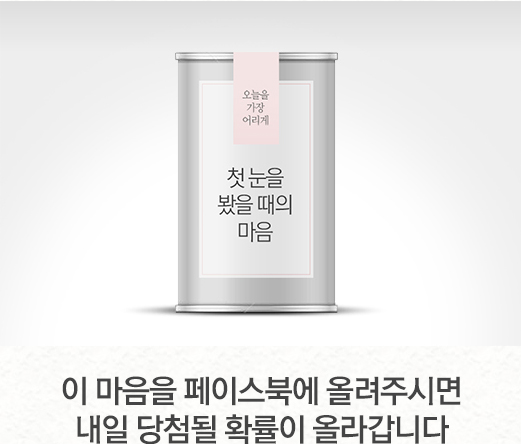 오늘을
가장
어리게
첫 눈을
봤을 때의
마음
이 마음을 페이스북에 올려주시면
내일 당첨될 확률이 올라갑니다